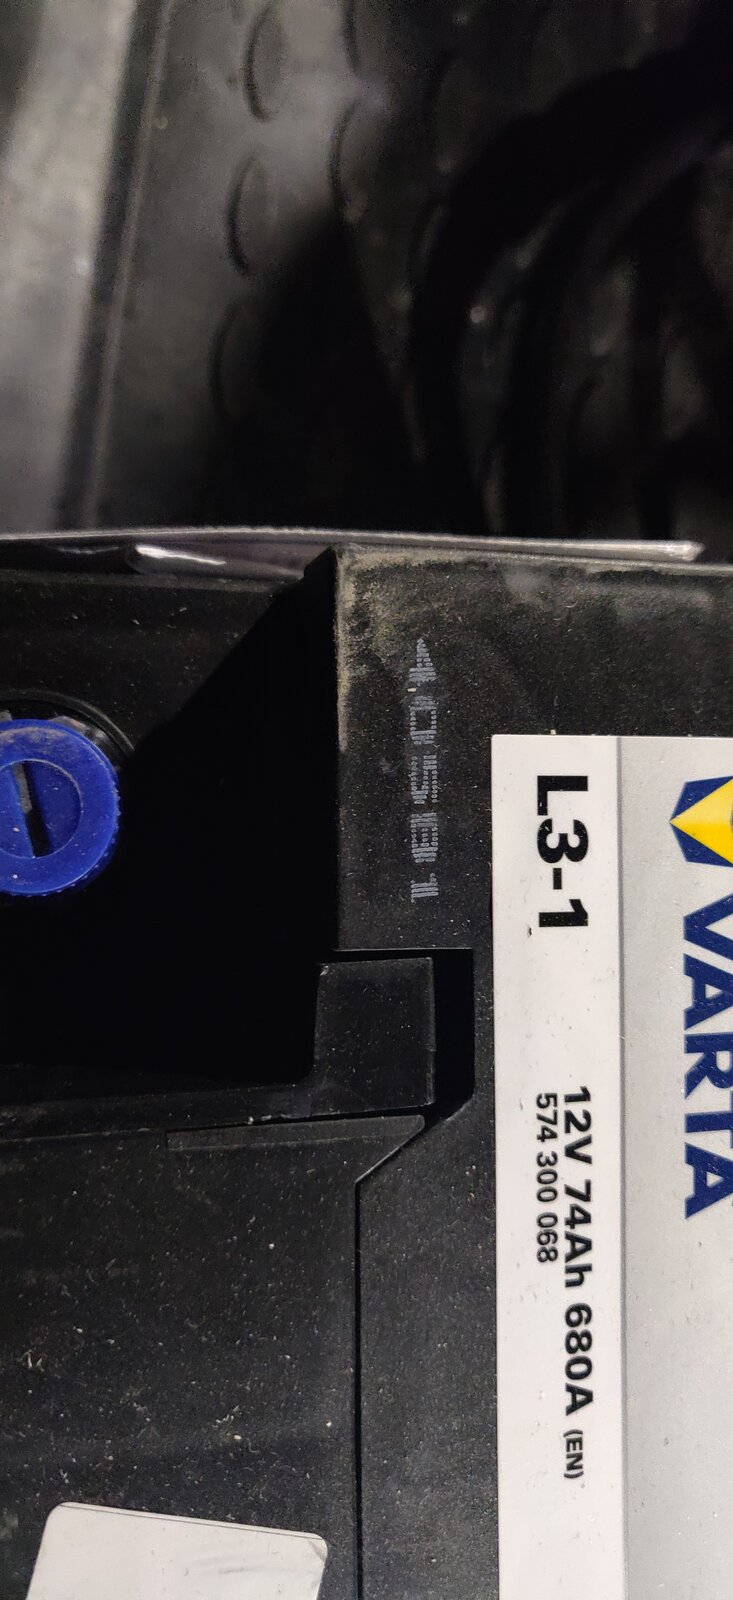 VARTA
L3-1
12V 74Ah 680A (EN)
574 300 068